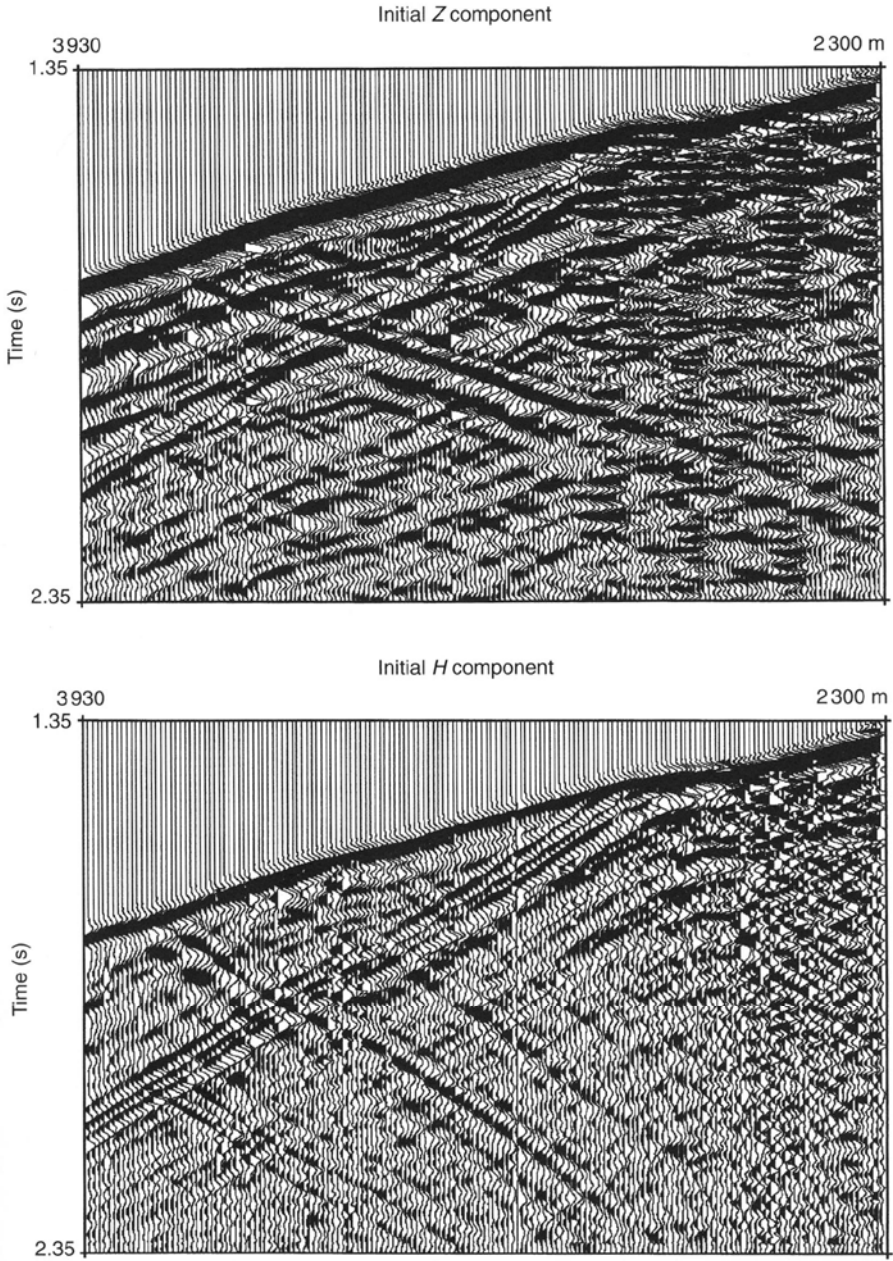 Initial Z component
3930 2300 m
1.35
Time (s)
2.35
Initial H component
3930 2300 m
1.35
Time (s)
2.35